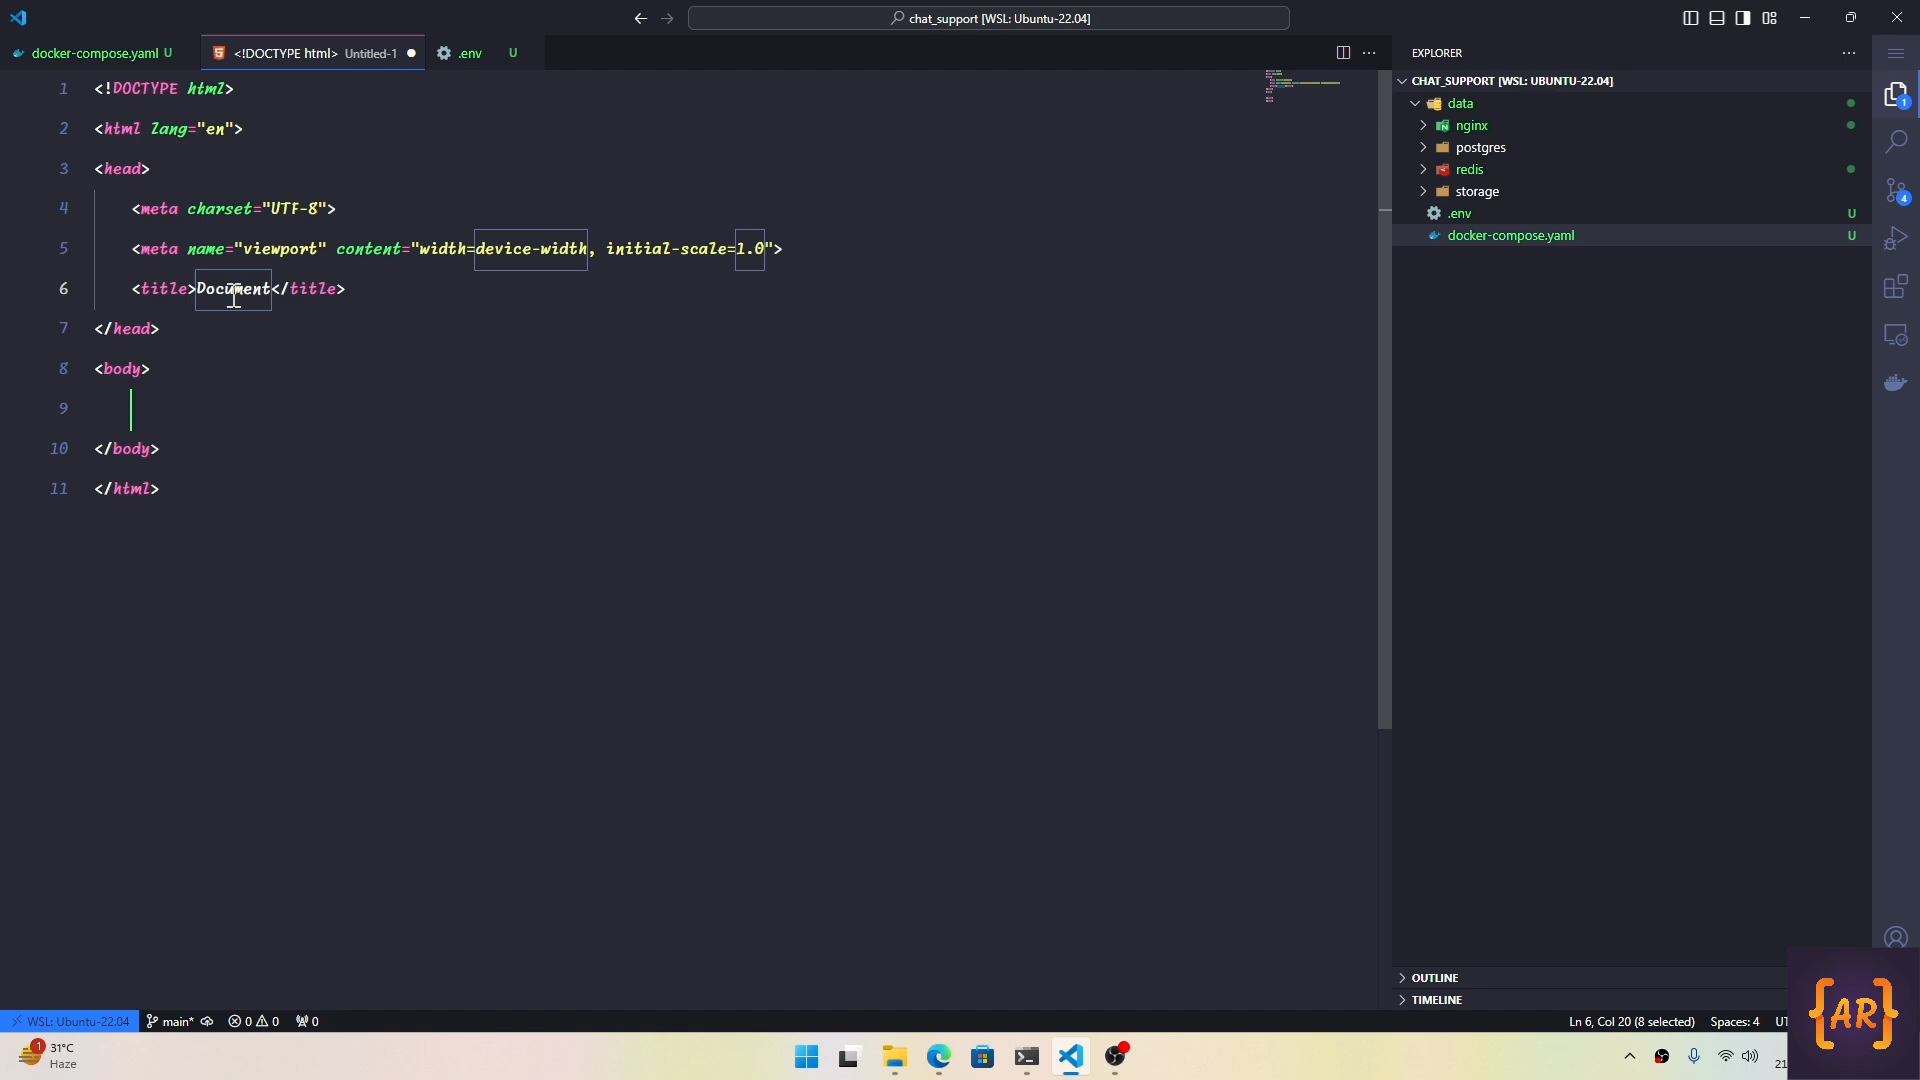 chat_support [WSL: Ubuntu-22.04]
docker-compose.yaml U
<!DOCTYPE html> Untitled-1
.env U
EXPLORER
1 <!DOCTYPE html>
2 <html lang="en">
3 <head>
4 <meta charset="UTF-8">
5 <meta name="viewport" content="width=device-width, initial-scale=1.0">
6 <title>Document</title>
7 </head>
8 <body>
9
10 </body>
11 </html>
CHAT_SUPPORT [WSL: UBUNTU-22.04]
data
nginx
postgres
redis
storage
.env U
docker-compose.yaml U
1
4
OUTLINE
TIMELINE
WSL: Ubuntu-22.04
main*
0 0
0
Ln 6, Col 20 (8 selected)
Spaces: 4
{AR}
1
31°C
Haze